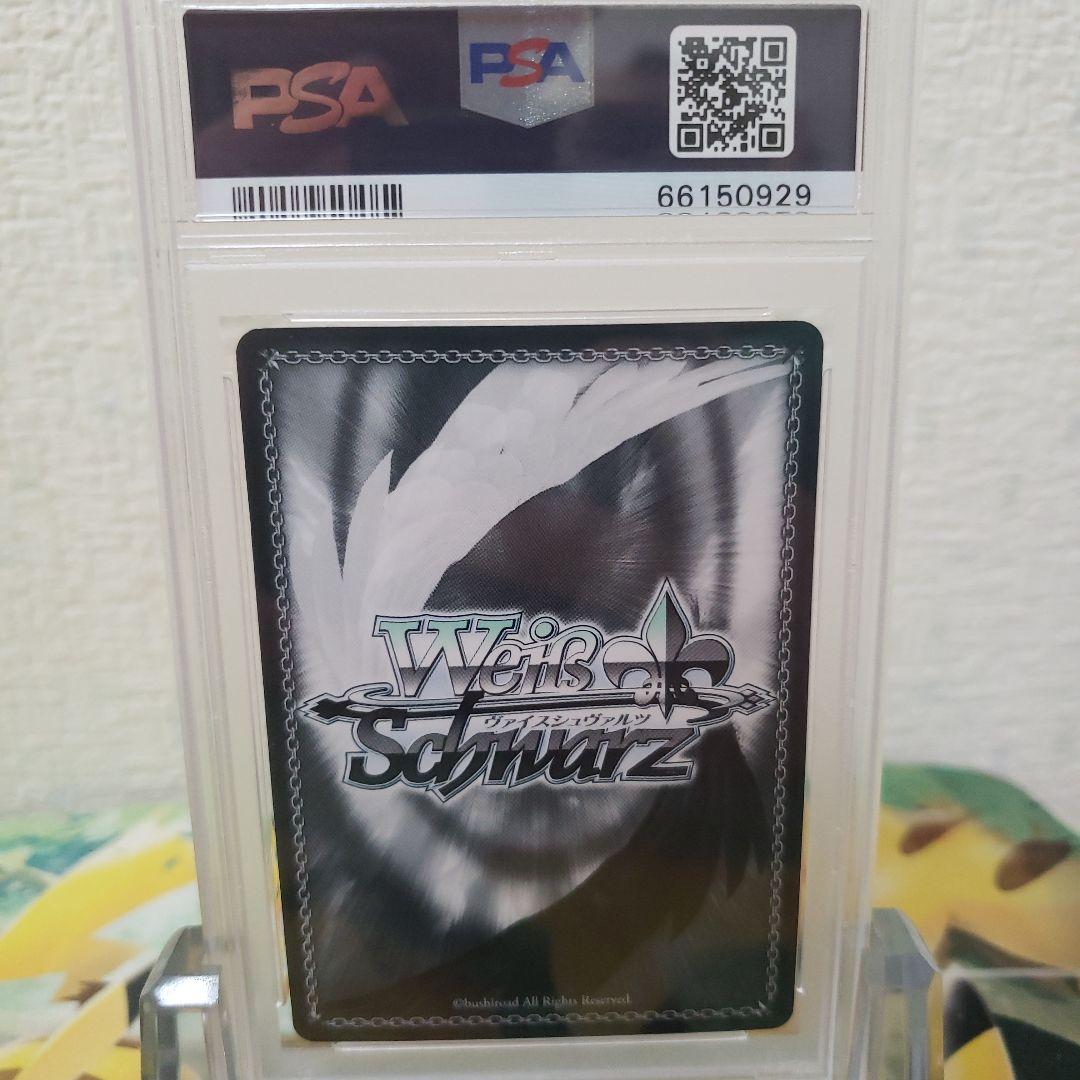 PSA
PSA
66150929
Weiß
ヴァイスシュヴァルツ
Schwarz
©bushiroad All Rights Reserved.